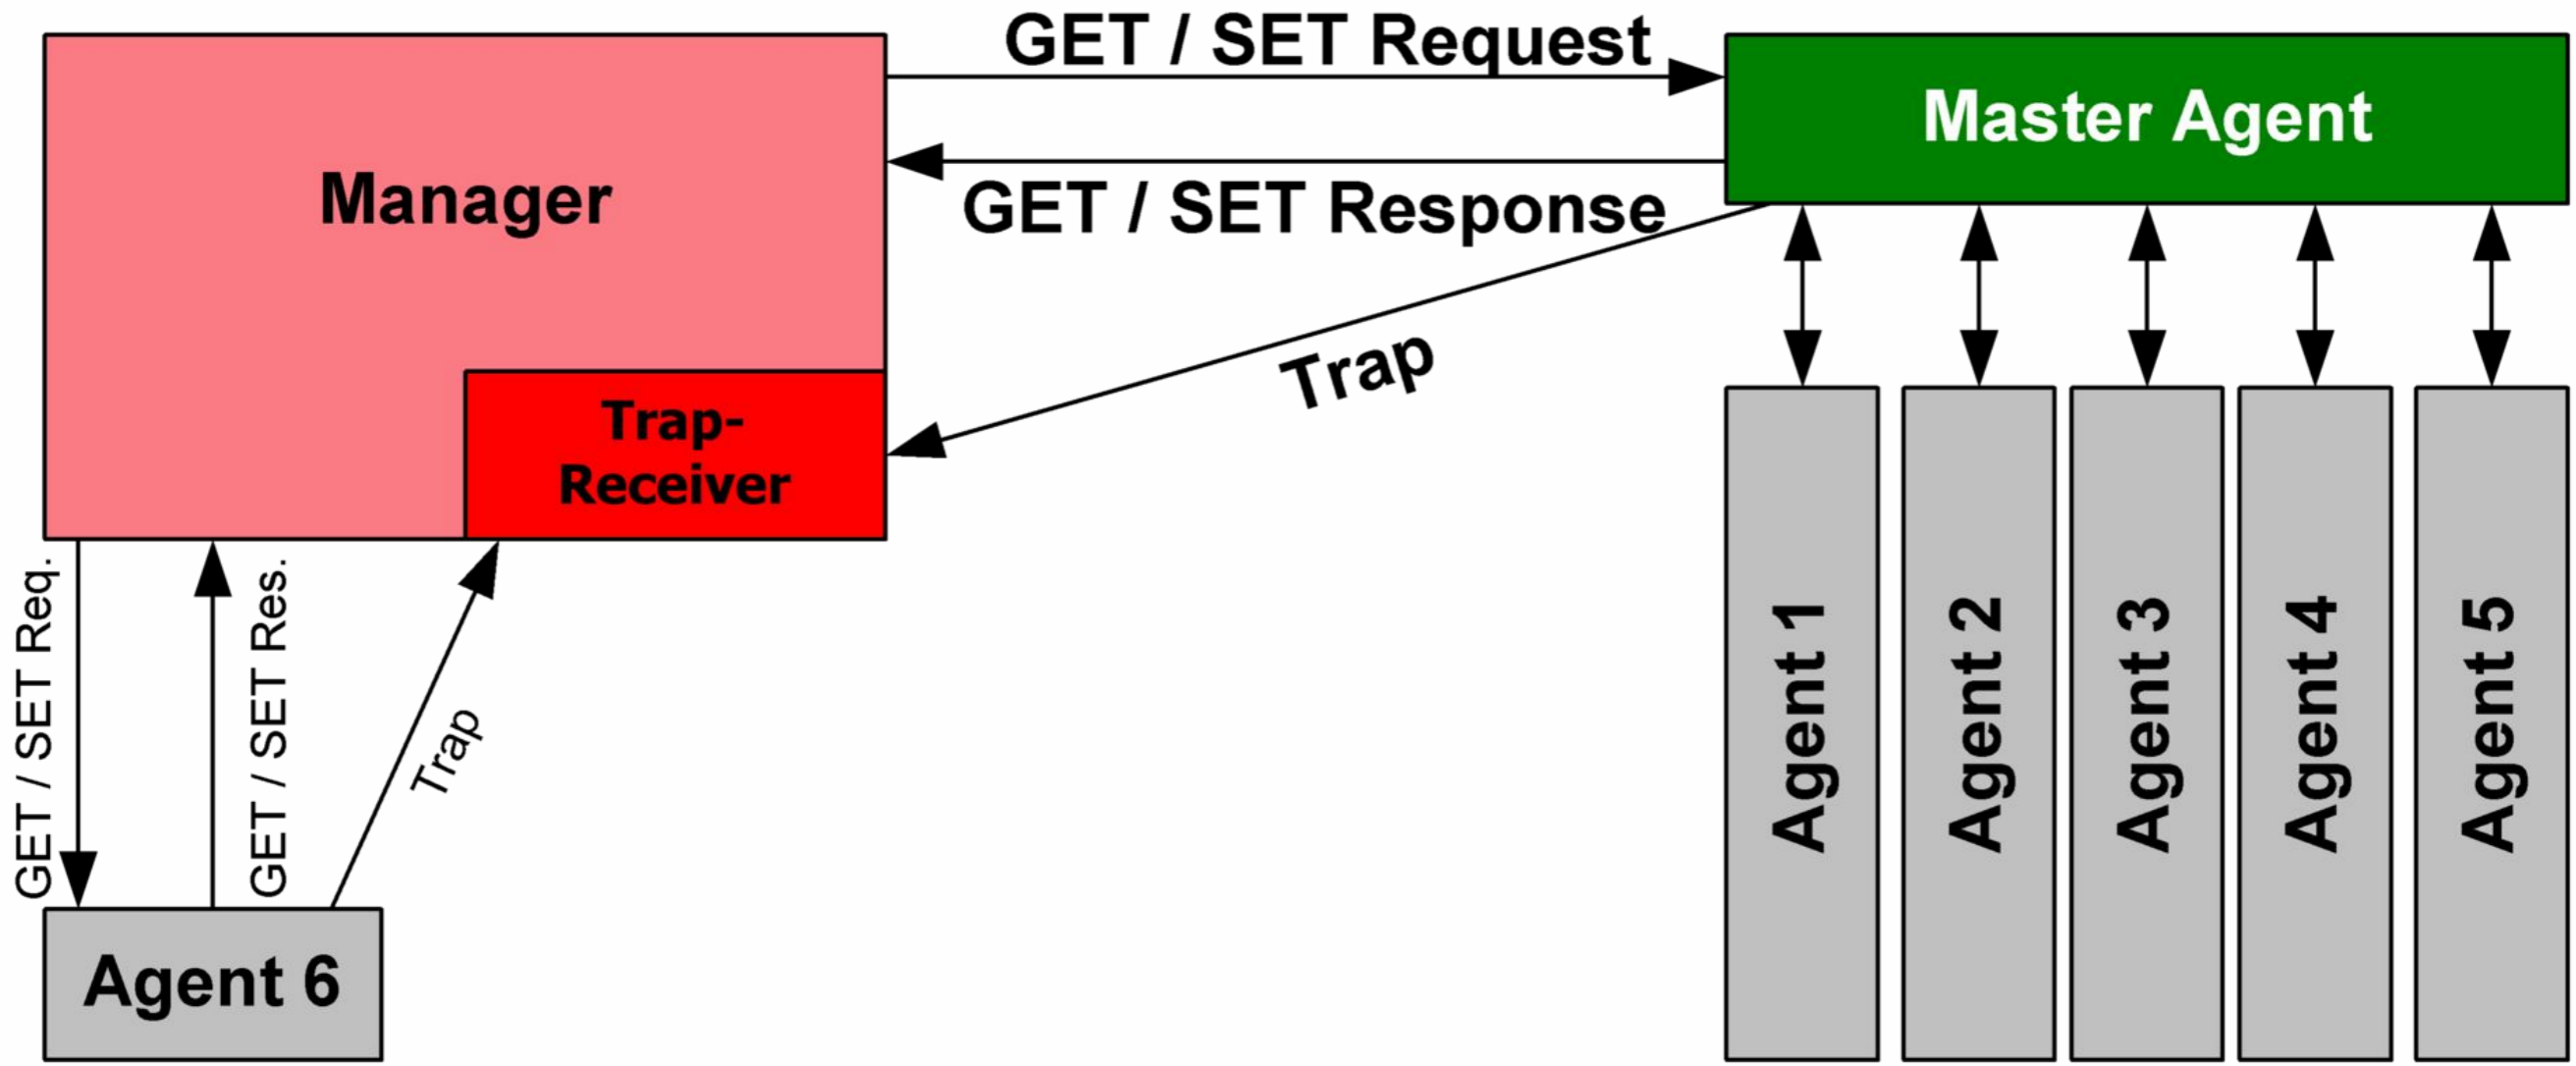 GET / SET Request
Master Agent
Manager
GET / SET Response
Trap
Trap-
Receiver
GET / SET Req.
GET / SET Res.
Trap
Agent 1
Agent 2
Agent 3
Agent 4
Agent 5
Agent 6